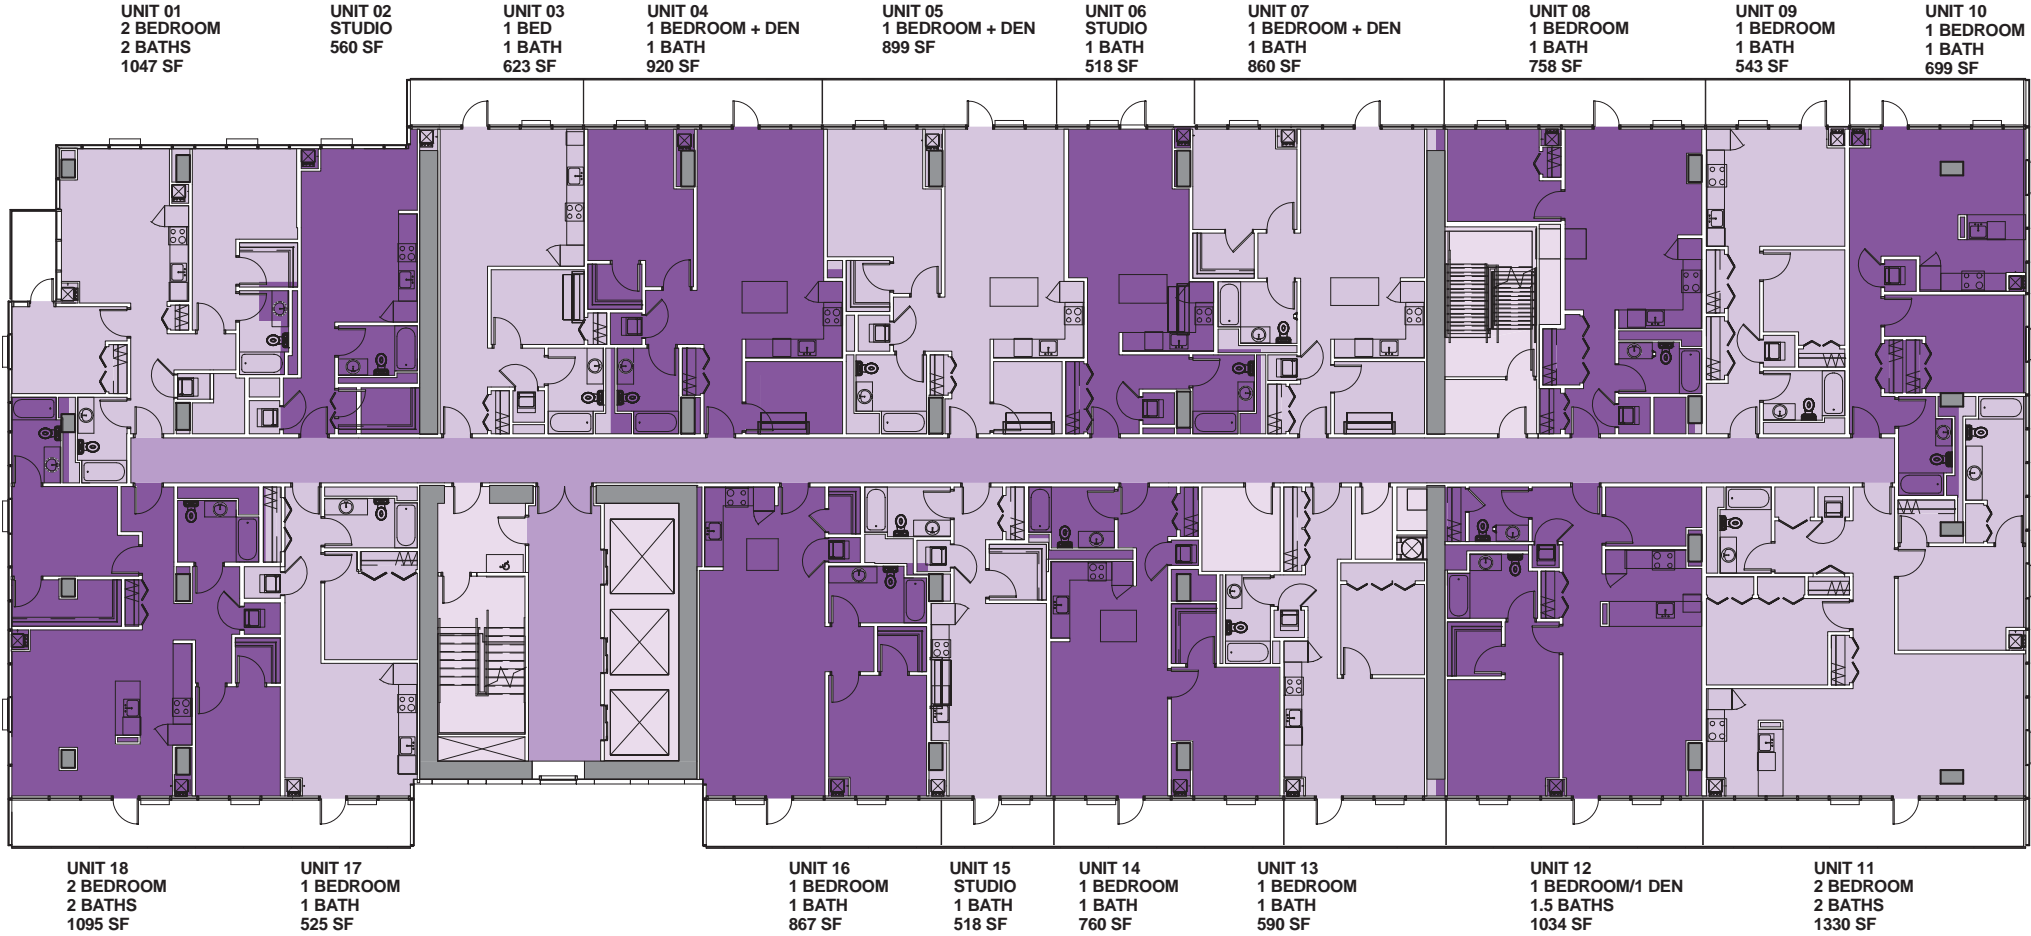 UNIT 01
2 BEDROOM
2 BATHS
1047 SF
UNIT 02
STUDIO
560 SF
UNIT 03
1 BED
1 BATH
623 SF
UNIT 04
1 BEDROOM + DEN
1 BATH
920 SF
UNIT 05
1 BEDROOM + DEN
899 SF
UNIT 06
STUDIO
1 BATH
518 SF
UNIT 07
1 BEDROOM + DEN
1 BATH
860 SF
UNIT 08
1 BEDROOM
1 BATH
758 SF
UNIT 09
1 BEDROOM
1 BATH
543 SF
UNIT 10
1 BEDROOM
1 BATH
699 SF
UNIT 18
2 BEDROOM
2 BATHS
1095 SF
UNIT 17
1 BEDROOM
1 BATH
525 SF
UNIT 16
1 BEDROOM
1 BATH
867 SF
UNIT 15
STUDIO
1 BATH
518 SF
UNIT 14
1 BEDROOM
1 BATH
760 SF
UNIT 13
1 BEDROOM
1 BATH
590 SF
UNIT 12
1 BEDROOM/1 DEN
1.5 BATHS
1034 SF
UNIT 11
2 BEDROOM
2 BATHS
1330 SF